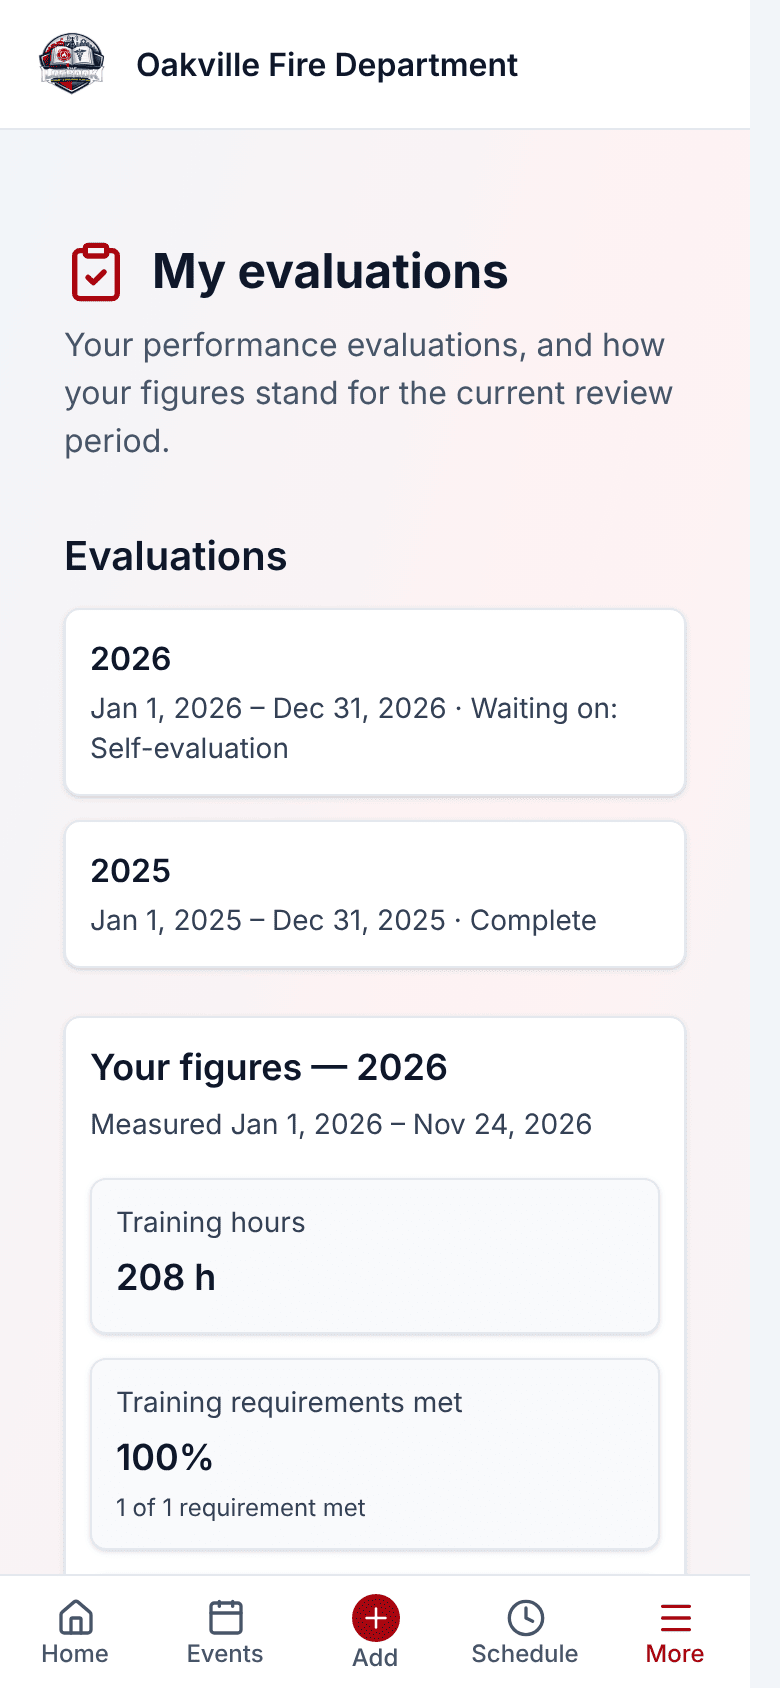 Oakville Fire Department
My evaluations
Your performance evaluations, and how
your figures stand for the current review
period.
Evaluations
2026
Jan 1, 2026 – Dec 31, 2026 · Waiting on:
Self-evaluation
2025
Jan 1, 2025 – Dec 31, 2025 · Complete
Your figures — 2026
Measured Jan 1, 2026 – Nov 24, 2026
Training hours
208 h
Training requirements met
100%
1 of 1 requirement met
Home
Events
Add
Schedule
More